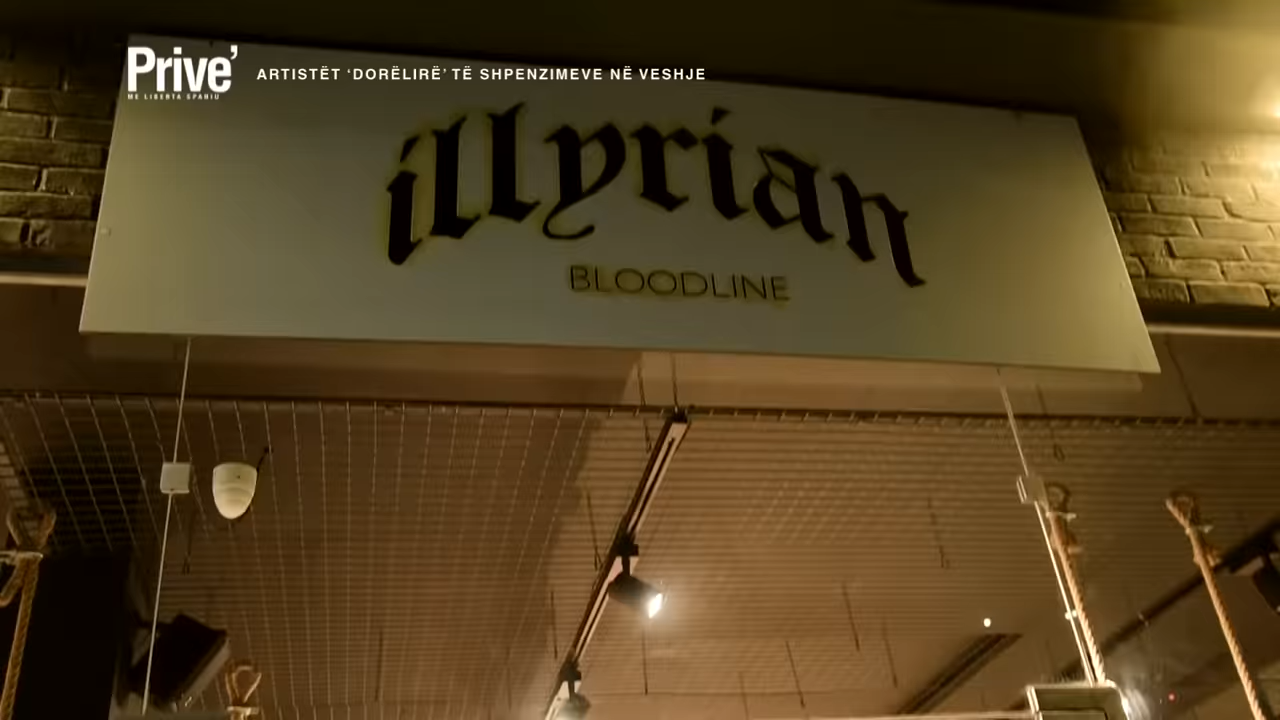 Prive’
ME LIBERTA SPAHIU
ARTISTËT ‘DORËLIRË’ TË SHPENZIMEVE NË VESHJE
illyrian
BLOODLINE